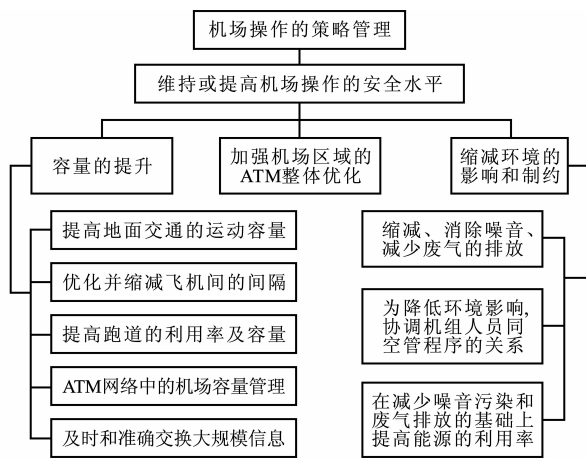 机场操作的策略管理
维持或提高机场操作的安全水平
容量的提升
加强机场区域的
ATM整体优化
缩减环境的
影响和制约
提高地面交通的运动容量
优化并缩减飞机间的间隔
提高跑道的利用率及容量
ATM网络中的机场容量管理
及时和准确交换大规模信息
缩减、消除噪音、
减少废气的排放
为降低环境影响,
协调机组人员同
空管程序的关系
在减少噪音污染和
废气排放的基础上
提高能源的利用率